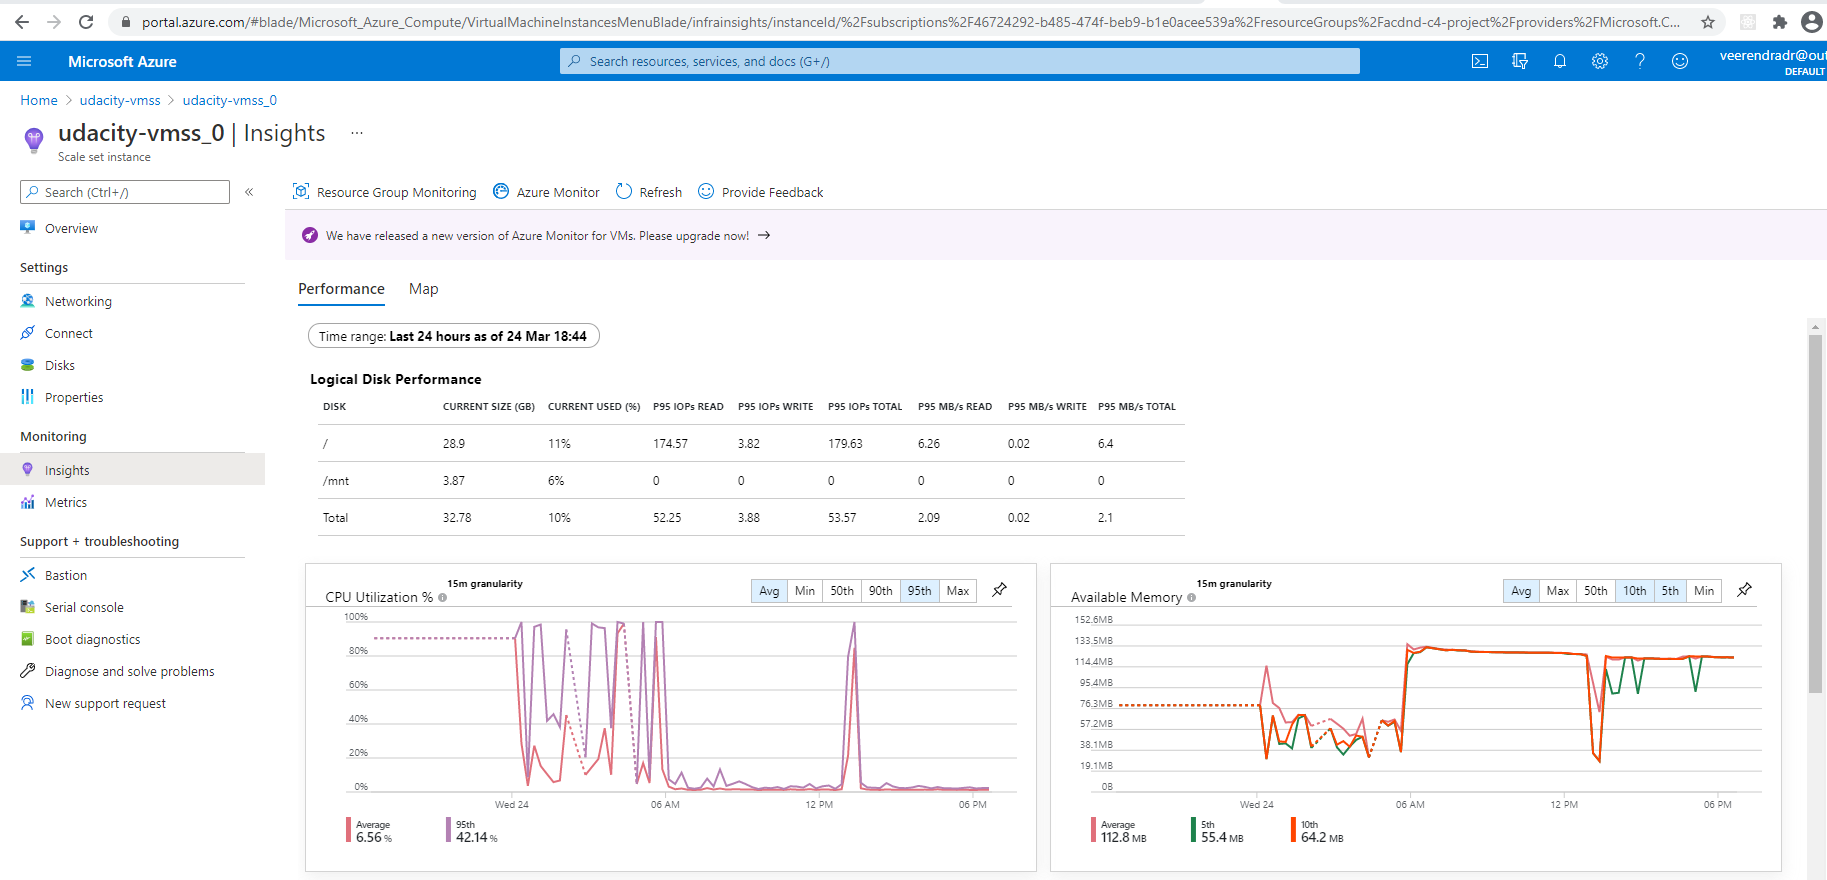 portal.azure.com/#blade/Microsoft_Azure_Compute/VirtualMachineInstancesMenuBlade/infrainsights/instanceId/%2Fsubscriptions%2F46724292-b485-474f-beb9-b1e0acee539a%2FresourceGroups%2Facdnd-c4-project%2Fproviders%2FMicrosoft.C...
Microsoft Azure
Search resources, services, and docs (G+/)
veerendradr@out
DEFAULT
Home > udacity-vmss > udacity-vmss_0
udacity-vmss_0 | Insights ...
Scale set instance
Search (Ctrl+/)
«
Overview
Settings
Networking
Connect
Disks
Properties
Monitoring
Insights
Metrics
Support + troubleshooting
Bastion
Serial console
Boot diagnostics
Diagnose and solve problems
New support request
Resource Group Monitoring Azure Monitor Refresh Provide Feedback
We have released a new version of Azure Monitor for VMs. Please upgrade now! →
Performance Map
Time range: Last 24 hours as of 24 Mar 18:44
Logical Disk Performance
DISK CURRENT SIZE (GB) CURRENT USED (%) P95 IOPs READ P95 IOPs WRITE P95 IOPs TOTAL P95 MB/s READ P95 MB/s WRITE P95 MB/s TOTAL
/ 28.9 11% 174.57 3.82 179.63 6.26 0.02 6.4
/mnt 3.87 6% 0 0 0 0 0 0
Total 32.78 10% 52.25 3.88 53.57 2.09 0.02 2.1
15m granularity
CPU Utilization %
Avg Min 50th 90th 95th Max
100%
80%
60%
40%
20%
0%
Wed 24 06 AM 12 PM 06 PM
Average
6.56 %
95th
42.14 %
15m granularity
Available Memory
Avg Max 50th 10th 5th Min
152.6MB
133.5MB
114.4MB
95.4MB
76.3MB
57.2MB
38.1MB
19.1MB
0B
Wed 24 06 AM 12 PM 06 PM
Average
112.8 MB
5th
55.4 MB
10th
64.2 MB